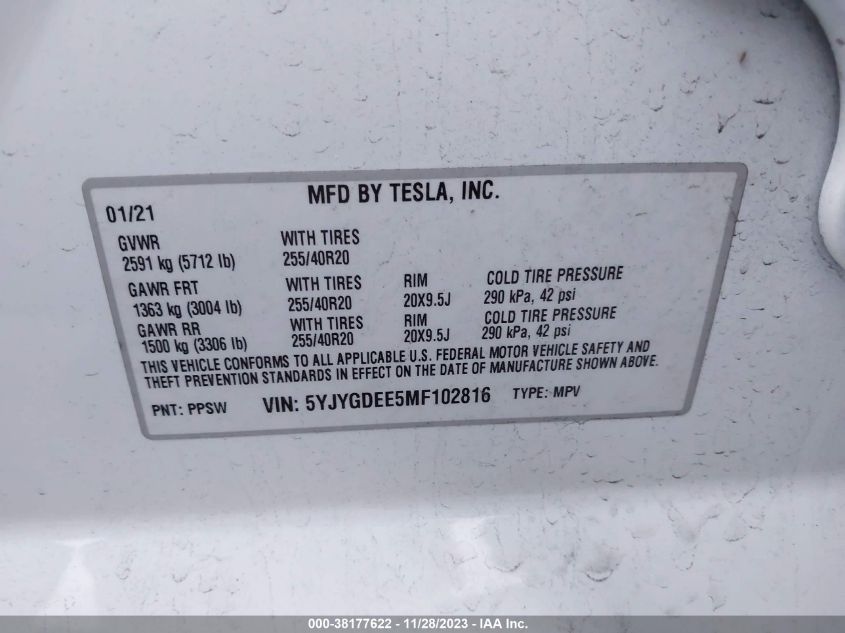 MFD BY TESLA, INC.
01/21
GVWR WITH TIRES
2591 kg (5712 lb) 255/40R20
GAWR FRT WITH TIRES RIM COLD TIRE PRESSURE
1363 kg (3004 lb) 255/40R20 20X9.5J 290 kPa, 42 psi
GAWR RR WITH TIRES RIM COLD TIRE PRESSURE
1500 kg (3306 lb) 255/40R20 20X9.5J 290 kPa, 42 psi
THIS VEHICLE CONFORMS TO ALL APPLICABLE U.S. FEDERAL MOTOR VEHICLE SAFETY AND
THEFT PREVENTION STANDARDS IN EFFECT ON THE DATE OF MANUFACTURE SHOWN ABOVE.
PNT: PPSW VIN: 5YJYGDEE5MF102816 TYPE: MPV
000-38177622 - 11/28/2023 - IAA Inc.